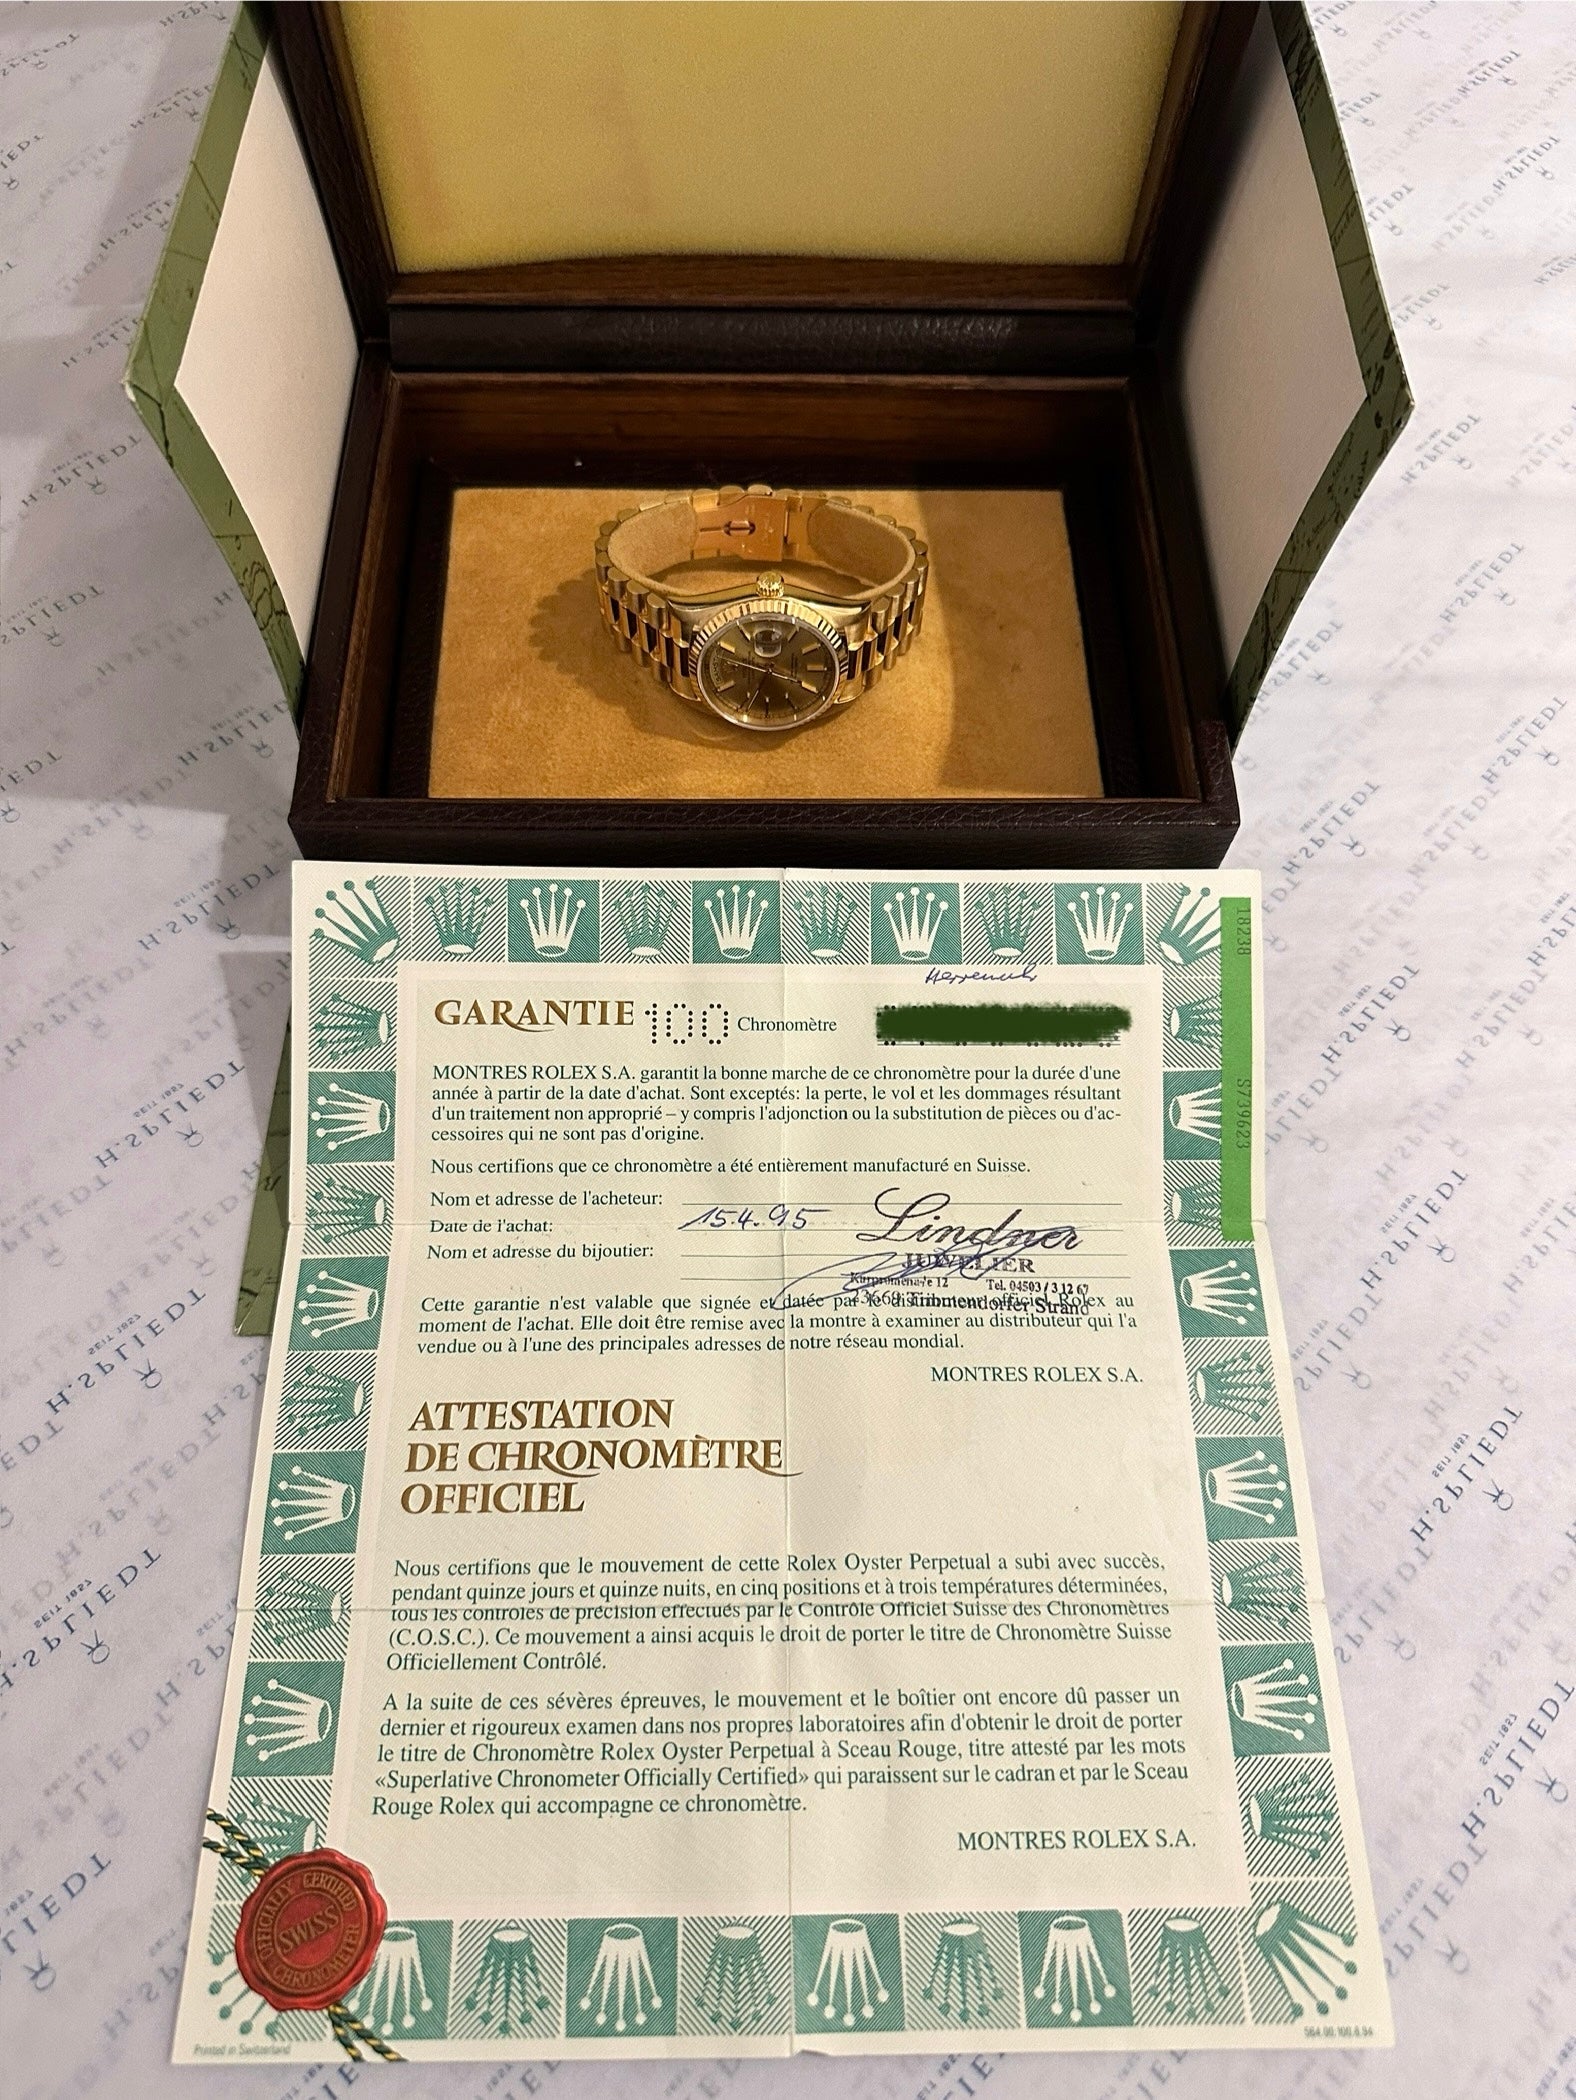 Herrenuhr
GARANTIE 100 Chronomètre
MONTRES ROLEX S.A. garantit la bonne marche de ce chronomètre pour la durée d'une
année à partir de la date d'achat. Sont exceptés: la perte, le vol et les dommages résultant
d'un traitement non approprié – y compris l'adjonction ou la substitution de pièces ou d'ac-
cessoires qui ne sont pas d'origine.
Nous certifions que ce chronomètre a été entièrement manufacturé en Suisse.
Nom et adresse de l'acheteur:
Date de l'achat: 15.4.95
Nom et adresse du bijoutier:
Lindner
JUWELIER
Kurpromenade 12 Tel. 04503/3 12 67
23669 Timmendorfer Strand
Cette garantie n'est valable que signée et datée par le distributeur officiel Rolex au
moment de l'achat. Elle doit être remise avec la montre à examiner au distributeur qui l'a
vendue ou à l'une des principales adresses de notre réseau mondial.
MONTRES ROLEX S.A.
ATTESTATION
DE CHRONOMÈTRE
OFFICIEL
Nous certifions que le mouvement de cette Rolex Oyster Perpetual a subi avec succès,
pendant quinze jours et quinze nuits, en cinq positions et à trois températures déterminées,
tous les contrôles de précision effectués par le Contrôle Officiel Suisse des Chronomètres
(C.O.S.C.). Ce mouvement a ainsi acquis le droit de porter le titre de Chronomètre Suisse
Officiellement Contrôlé.
A la suite de ces sévères épreuves, le mouvement et le boîtier ont encore dû passer un
dernier et rigoureux examen dans nos propres laboratoires afin d'obtenir le droit de porter
le titre de Chronomètre Rolex Oyster Perpetual à Sceau Rouge, titre attesté par les mots
«Superlative Chronometer Officially Certified» qui paraissent sur le cadran et par le Sceau
Rouge Rolex qui accompagne ce chronomètre.
MONTRES ROLEX S.A.
OFFICIALLY CERTIFIED
SWISS
CHRONOMETER
Printed in Switzerland
564.00.100.6.94
18238
S739623
H.SPLIEDT
SEIT 1857